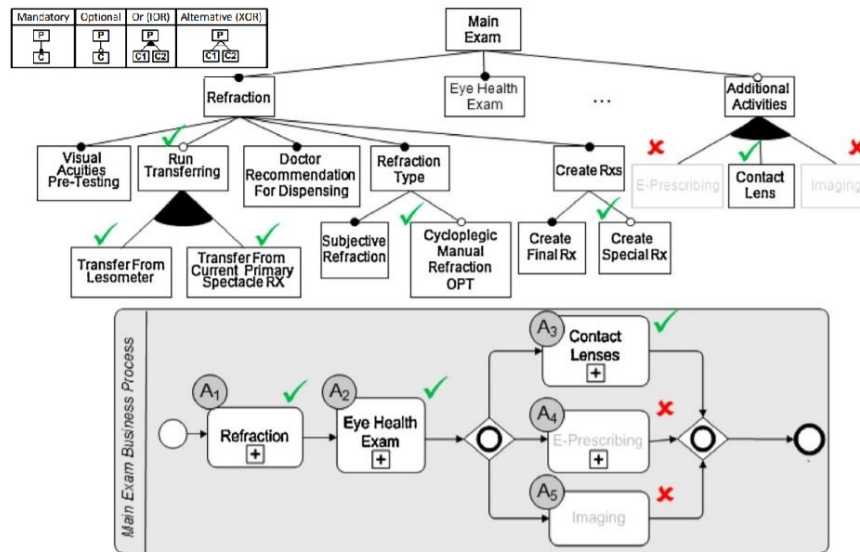 Mandatory Optional Or (IOR) Alternative (XOR)
P P P P
C C C1 C2 C1 C2
Main
Exam
Refraction
Eye Health
Exam
...
Additional
Activities
Visual
Acuities
Pre-Testing
Run
Transferring
Doctor
Recommendation
For Dispensing
Refraction
Type
Create Rxs
E-Prescribing
Contact
Lens
Imaging
Transfer From
Lesometer
Transfer From
Current Primary
Spectacle RX
Subjective
Refraction
Cycloplegic
Manual
Refraction
OPT
Create
Final Rx
Create
Special Rx
Main Exam Business Process
A1
Refraction
A2
Eye Health
Exam
A3
Contact
Lenses
A4
E-Prescribing
A5
Imaging